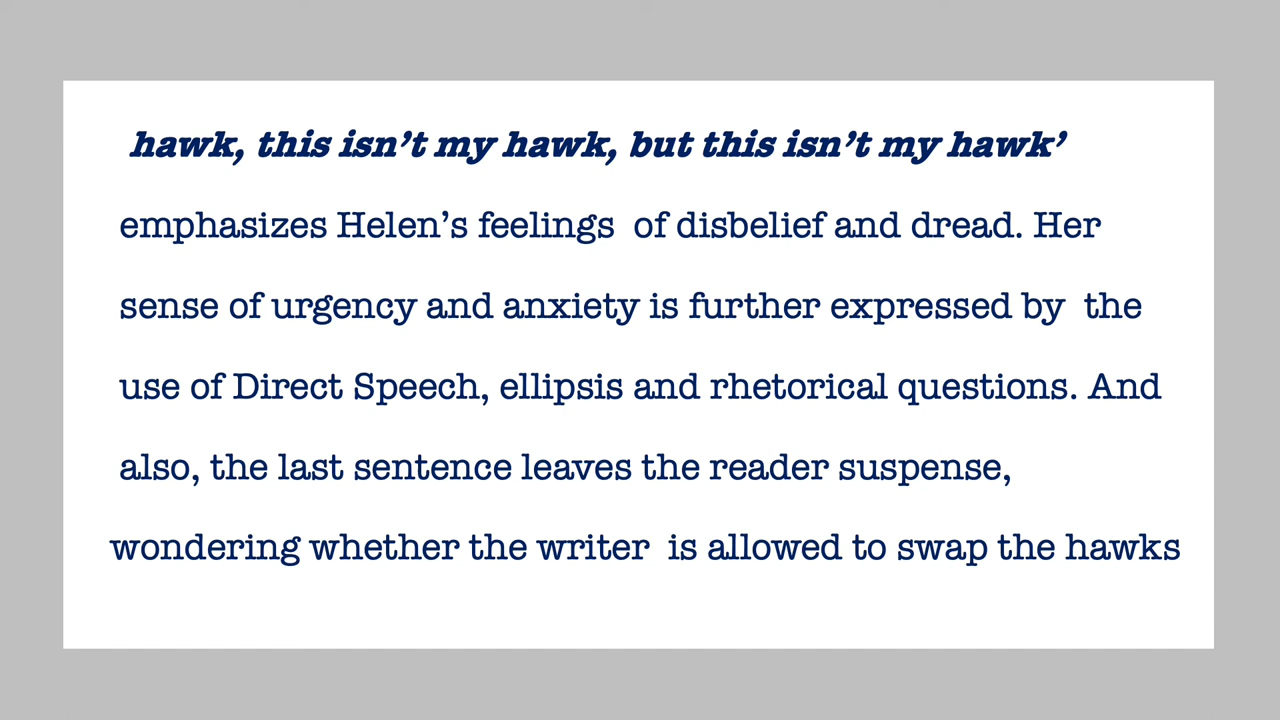 hawk, this isn’t my hawk, but this isn’t my hawk’
emphasizes Helen’s feelings of disbelief and dread. Her
sense of urgency and anxiety is further expressed by the
use of Direct Speech, ellipsis and rhetorical questions. And
also, the last sentence leaves the reader suspense,
wondering whether the writer is allowed to swap the hawks